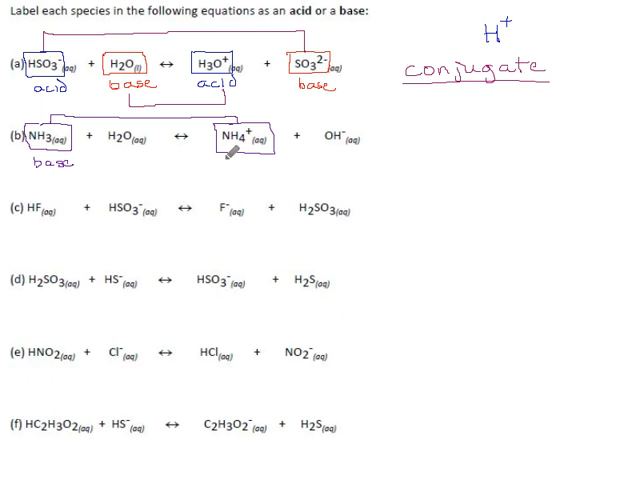 Label each species in the following equations as an acid or a base:
H⁺
(a) HSO₃⁻(aq) + H₂O(l) ↔ H₃O⁺(aq) + SO₃²⁻(aq)
conjugate
acid base acid base
(b) NH₃(aq) + H₂O(aq) ↔ NH₄⁺(aq) + OH⁻(aq)
base
(c) HF(aq) + HSO₃⁻(aq) ↔ F⁻(aq) + H₂SO₃(aq)
(d) H₂SO₃(aq) + HS⁻(aq) ↔ HSO₃⁻(aq) + H₂S(aq)
(e) HNO₂(aq) + Cl⁻(aq) ↔ HCl(aq) + NO₂⁻(aq)
(f) HC₂H₃O₂(aq) + HS⁻(aq) ↔ C₂H₃O₂⁻(aq) + H₂S(aq)